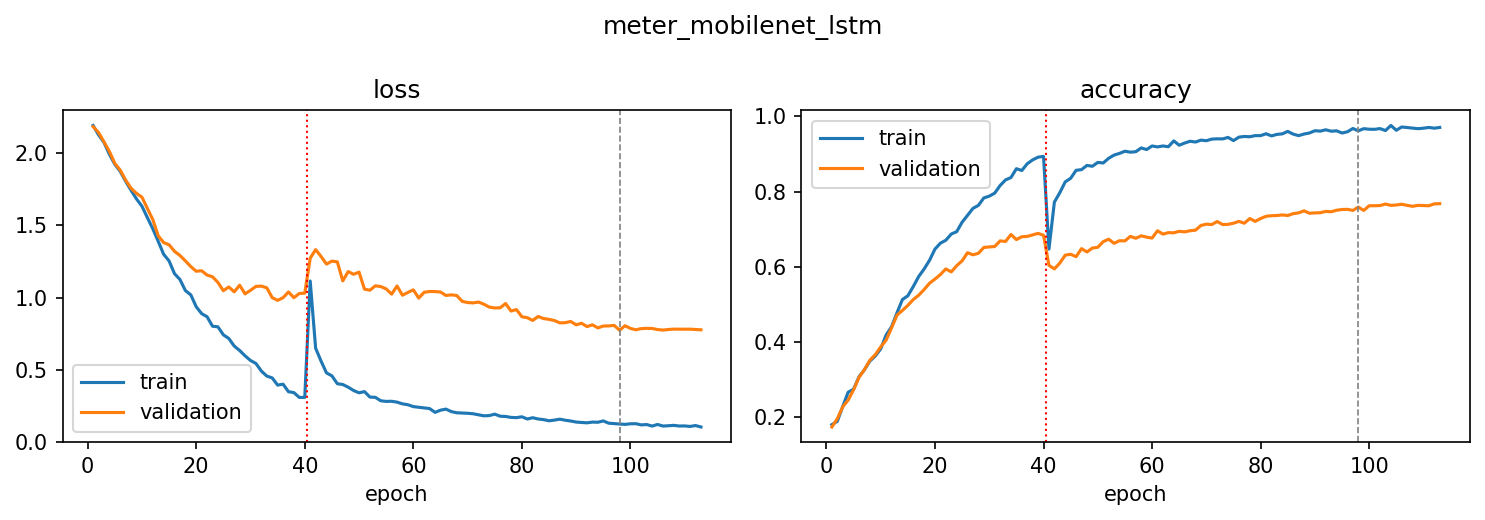 meter_mobilenet_lstm
loss
2.0
1.5
1.0
0.5
0.0
train
validation
0 20 40 60 80 100
epoch
accuracy
1.0
0.8
0.6
0.4
0.2
train
validation
0 20 40 60 80 100
epoch